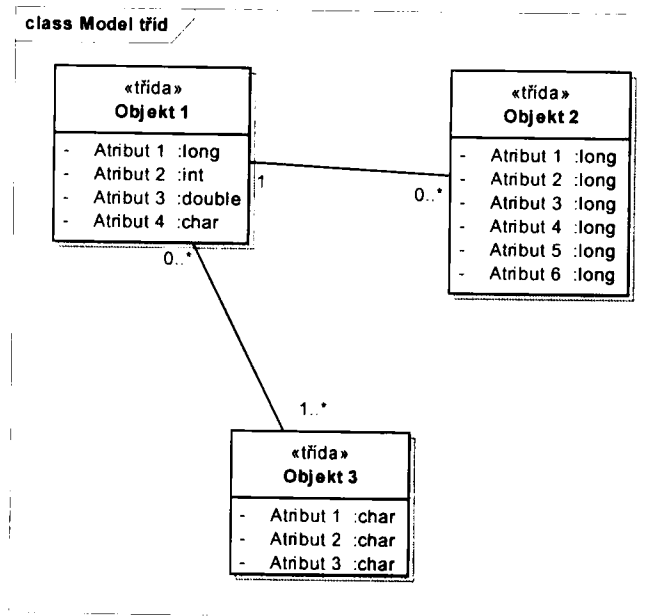 class Model tříd
«třída»
Objekt 1
- Atribut 1 :long
- Atribut 2 :int
- Atribut 3 :double
- Atribut 4 :char
«třída»
Objekt 2
- Atribut 1 :long
- Atribut 2 :long
- Atribut 3 :long
- Atribut 4 :long
- Atribut 5 :long
- Atribut 6 :long
1
0..*
0..*
1..*
«třída»
Objekt 3
- Atribut 1 :char
- Atribut 2 :char
- Atribut 3 :char